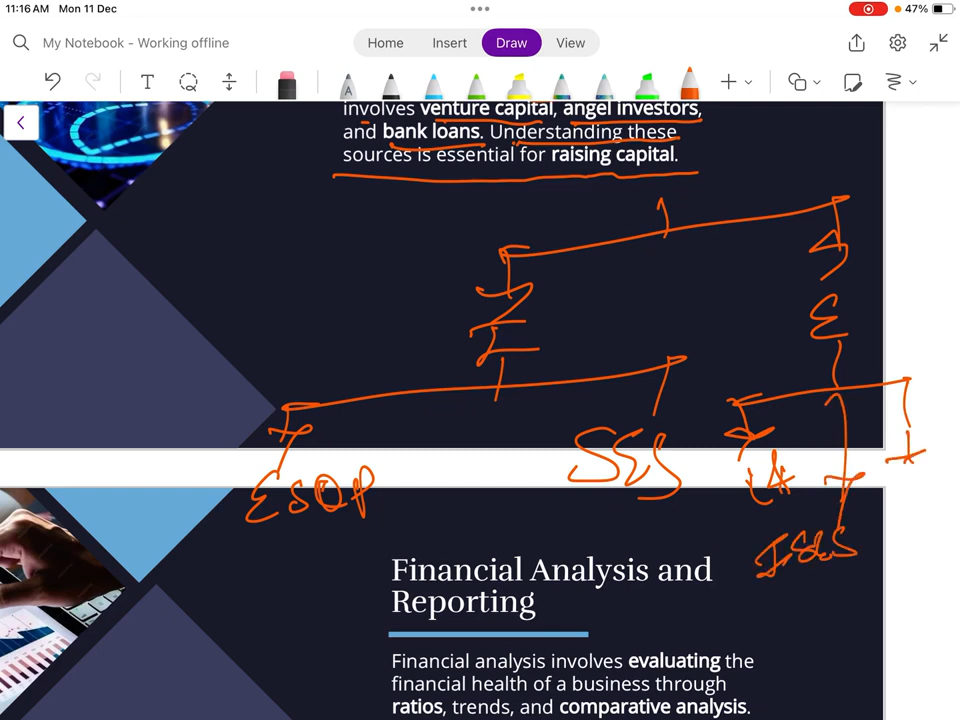 11:16 AM Mon 11 Dec
47%
My Notebook - Working offline
Home Insert Draw View
involves venture capital, angel investors,
and bank loans. Understanding these
sources is essential for raising capital.
ESOP
Financial Analysis and
Reporting
Financial analysis involves evaluating the
financial health of a business through
ratios, trends, and comparative analysis.